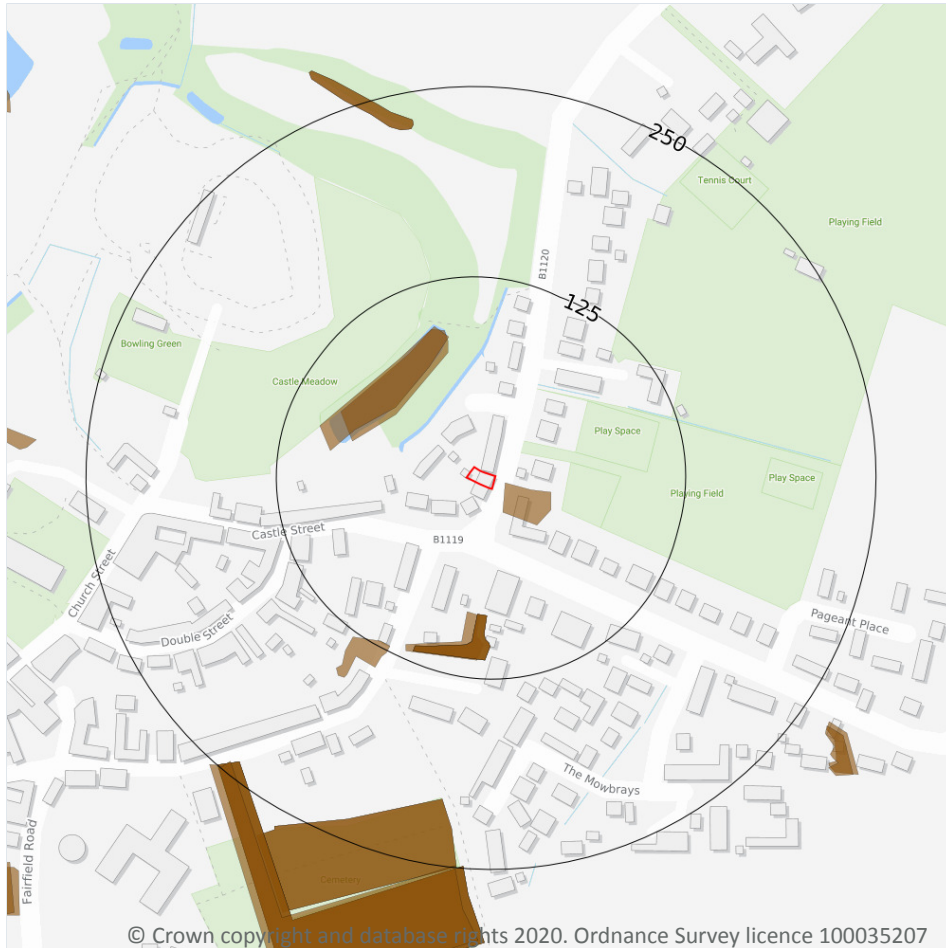 250
Tennis Court
Playing Field
B1120
125
Bowling Green
Castle Meadow
Play Space
Play Space
Playing Field
Castle Street
B1119
Church Street
Double Street
Pageant Place
The Mowbrays
Fairfield Road
Cemetery
© Crown copyright and database rights 2020. Ordnance Survey licence 100035207